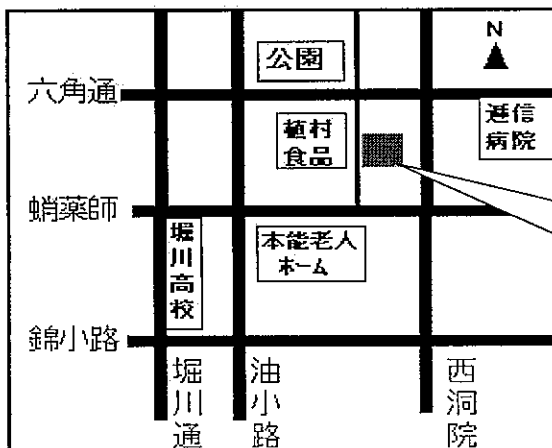 N
公園
六角通
植村
食品
逓信
病院
蛸薬師
堀川高校
本能老人
ホーム
錦小路
堀川通
油小路
西洞院